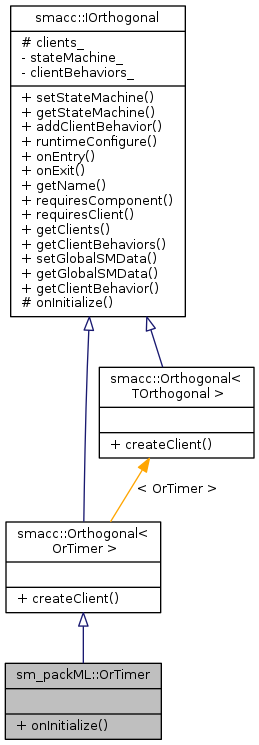 smacc::IOrthogonal
# clients_
- stateMachine_
- clientBehaviors_
+ setStateMachine()
+ getStateMachine()
+ addClientBehavior()
+ runtimeConfigure()
+ onEntry()
+ onExit()
+ getName()
+ requiresComponent()
+ requiresClient()
+ getClients()
+ getClientBehaviors()
+ setGlobalSMData()
+ getGlobalSMData()
+ getClientBehavior()
# onInitialize()
smacc::Orthogonal<
TOrthogonal >
+ createClient()
< OrTimer >
smacc::Orthogonal<
OrTimer >
+ createClient()
sm_packML::OrTimer
+ onInitialize()